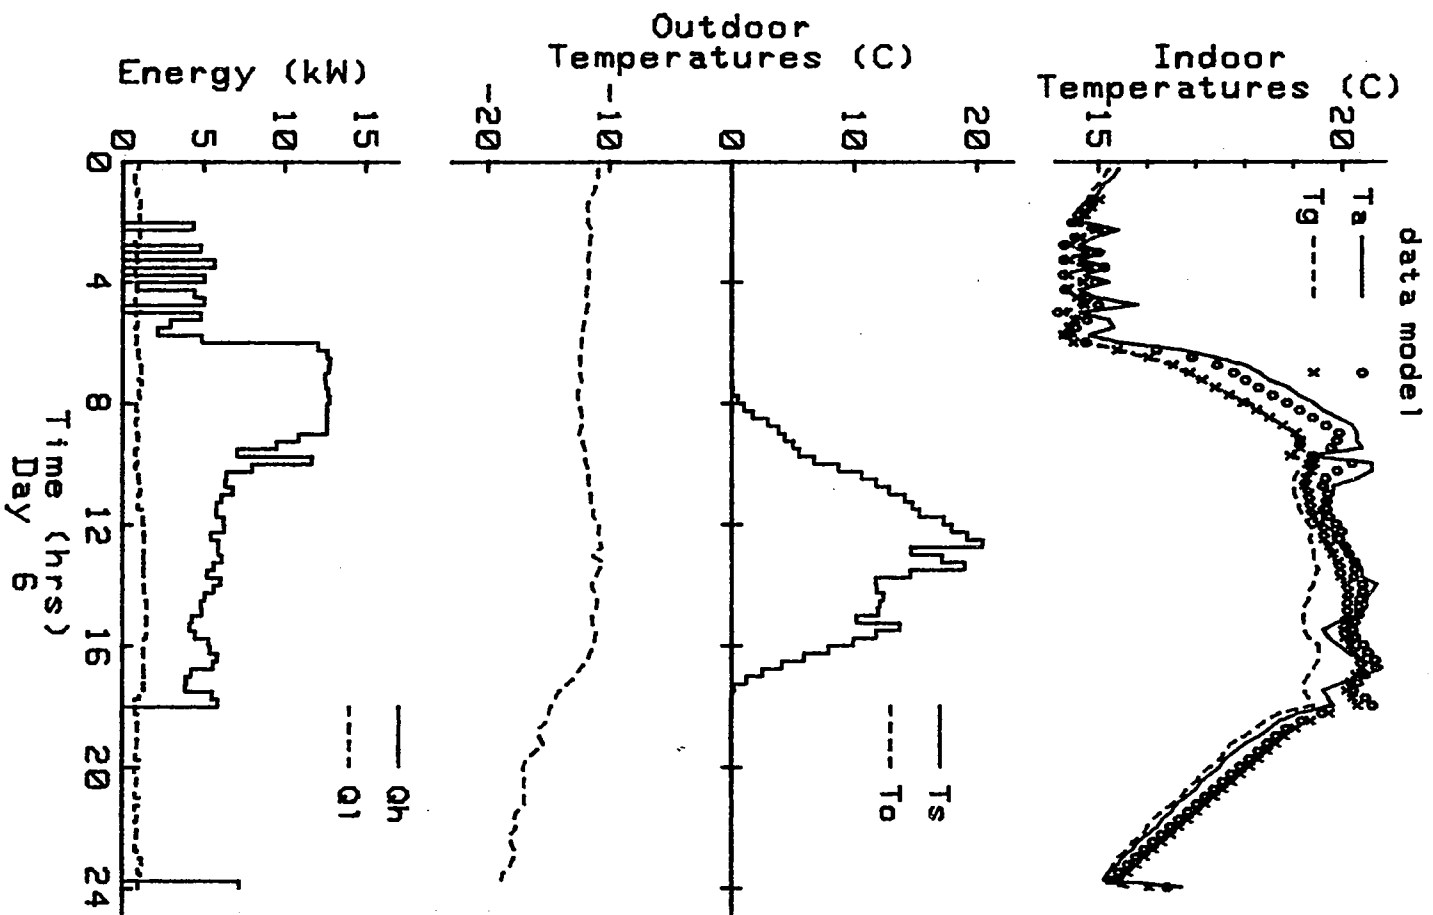 data model
Ta
Tg
Indoor
Temperatures (C)
20
15
Ts
To
Outdoor
Temperatures (C)
20
10
0
-10
-20
Qh
Ql
Energy (kW)
15
10
5
0
0 4 8 12 16 20 24
Time (hrs)
Day 6